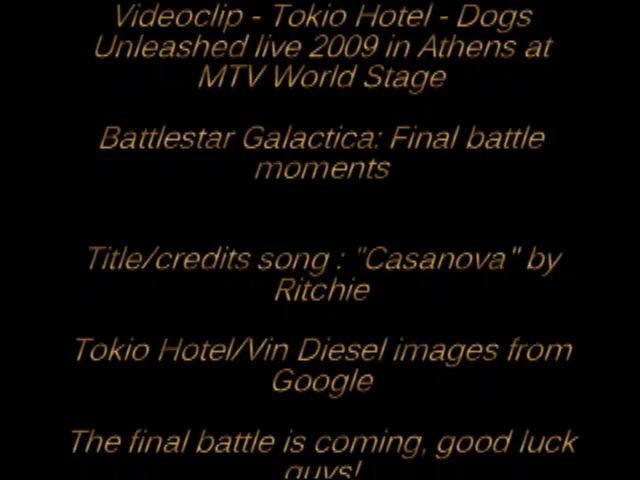 Videoclip - Tokio Hotel - Dogs
Unleashed live 2009 in Athens at
MTV World Stage
Battlestar Galactica: Final battle
moments
Title/credits song : "Casanova" by
Ritchie
Tokio Hotel/Vin Diesel images from
Google
The final battle is coming, good luck
guys!